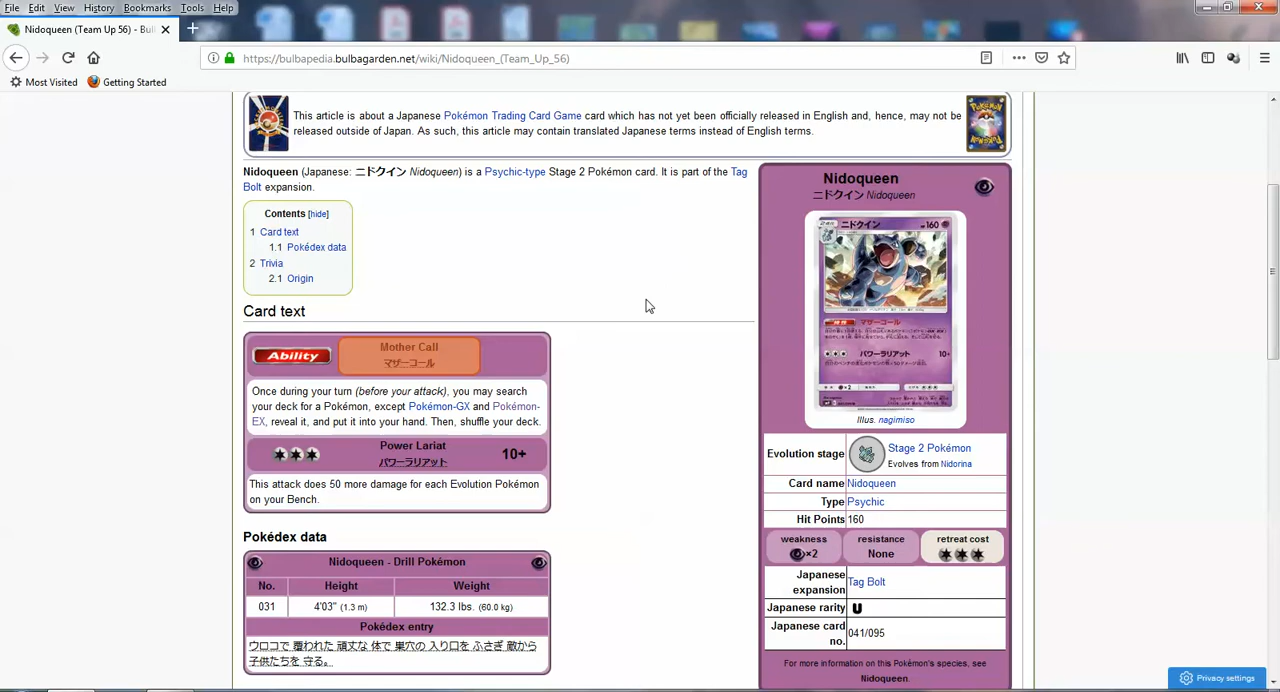 File Edit View History Bookmarks Tools Help
Nidoqueen (Team Up 56) - Bul
https://bulbapedia.bulbagarden.net/wiki/Nidoqueen_(Team_Up_56)
Most Visited Getting Started
This article is about a Japanese Pokémon Trading Card Game card which has not yet been officially released in English and, hence, may not be
released outside of Japan. As such, this article may contain translated Japanese terms instead of English terms.
Nidoqueen (Japanese: ニドクイン Nidoqueen) is a Psychic-type Stage 2 Pokémon card. It is part of the Tag
Bolt expansion.
Contents [hide]
1 Card text
1.1 Pokédex data
2 Trivia
2.1 Origin
Card text
Ability
Mother Call
マザーコール
Once during your turn (before your attack), you may search
your deck for a Pokémon, except Pokémon-GX and Pokémon-
EX, reveal it, and put it into your hand. Then, shuffle your deck.
Power Lariat
パワーラリアット
10+
This attack does 50 more damage for each Evolution Pokémon
on your Bench.
Pokédex data
Nidoqueen - Drill Pokémon
No. Height Weight
031 4'03" (1.3 m) 132.3 lbs. (60.0 kg)
Pokédex entry
ウロコで 覆われた 頑丈な 体で 巣穴の 入り口を ふさぎ 敵から
子供たちを 守る。
Nidoqueen
ニドクイン Nidoqueen
ニドクイン 160
マザーコール
パワーラリアット 10+
Illus. nagimiso
Evolution stage Stage 2 Pokémon
Evolves from Nidorina
Card name Nidoqueen
Type Psychic
Hit Points 160
weakness resistance retreat cost
×2 None
Japanese
expansion Tag Bolt
Japanese rarity U
Japanese card
no. 041/095
For more information on this Pokémon's species, see
Nidoqueen.
Privacy settings